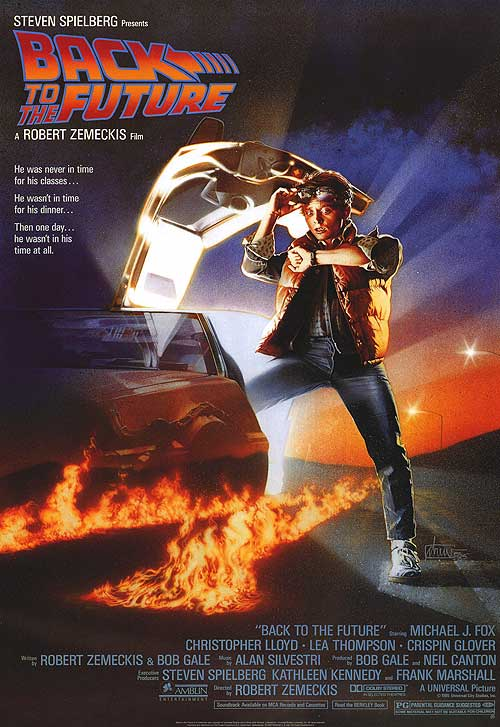 STEVEN SPIELBERG Presents
BACK
TO
THE FUTURE
A ROBERT ZEMECKIS Film
He was never in time
for his classes...
He wasn't in time
for his dinner...
Then one day...
he wasn't in his
time at all.
"BACK TO THE FUTURE" Starring MICHAEL J. FOX
CHRISTOPHER LLOYD · LEA THOMPSON · CRISPIN GLOVER
Written by ROBERT ZEMECKIS & BOB GALE Music by ALAN SILVESTRI Produced by BOB GALE and NEIL CANTON
Executive Producers STEVEN SPIELBERG KATHLEEN KENNEDY and FRANK MARSHALL
AMBLIN ENTERTAINMENT Directed by ROBERT ZEMECKIS DOLBY STEREO IN SELECTED THEATRES A UNIVERSAL Picture
© 1985 Universal City Studios, Inc.
Soundtrack Available on MCA Records and Cassettes Read the BERKLEY Book PG PARENTAL GUIDANCE SUGGESTED
SOME MATERIAL MAY NOT BE SUITABLE FOR CHILDREN